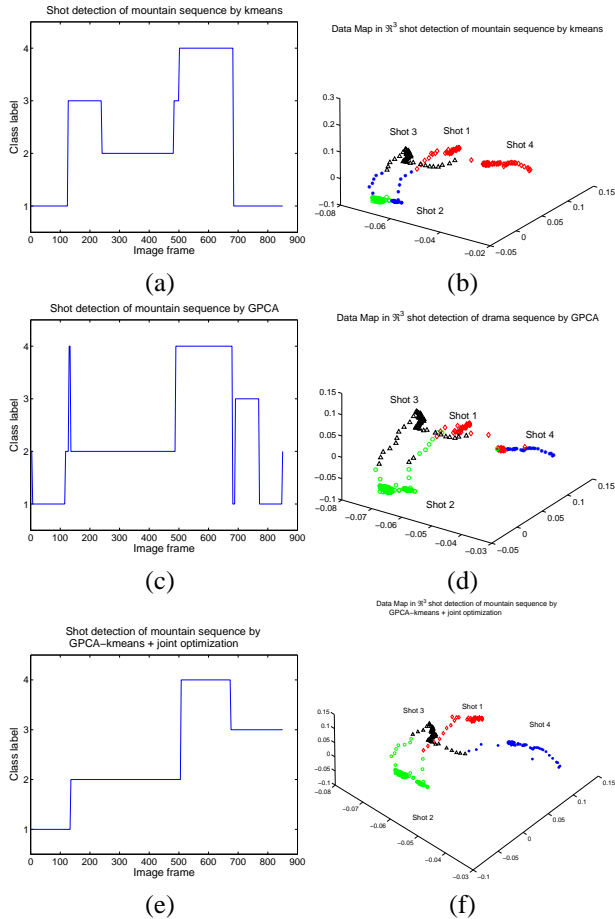 Shot detection of mountain sequence by kmeans
Class label
4
3
2
1
0 100 200 300 400 500 600 700 800 900
Image frame
(a)
Data Map in ℜ³ shot detection of mountain sequence by kmeans
0.3
0.2
0.1
0
−0.1
−0.08
−0.06
−0.04
−0.02
−0.05
0
0.05
0.1
0.15
Shot 3
Shot 1
Shot 4
Shot 2
(b)
Shot detection of mountain sequence by GPCA
Class label
4
3
2
1
0 100 200 300 400 500 600 700 800 900
Image frame
(c)
Data Map in ℜ³ shot detection of drama sequence by GPCA
0.15
0.1
0.05
0
−0.05
−0.1
−0.08
−0.07
−0.06
−0.05
−0.04
−0.03
−0.05
0
0.05
0.1
0.15
Shot 3
Shot 1
Shot 4
Shot 2
(d)
Shot detection of mountain sequence by
GPCA−kmeans + joint optimization
Class label
4
3
2
1
0 100 200 300 400 500 600 700 800 900
Image frame
(e)
Data Map in ℜ³ shot detection of mountain sequence by
GPCA−kmeans + joint optimization
0.15
0.1
0.05
0
−0.05
−0.1
−0.08
−0.07
−0.06
−0.05
−0.04
−0.03
−0.1
−0.05
0
0.05
0.1
0.15
Shot 3
Shot 1
Shot 4
Shot 2
(f)